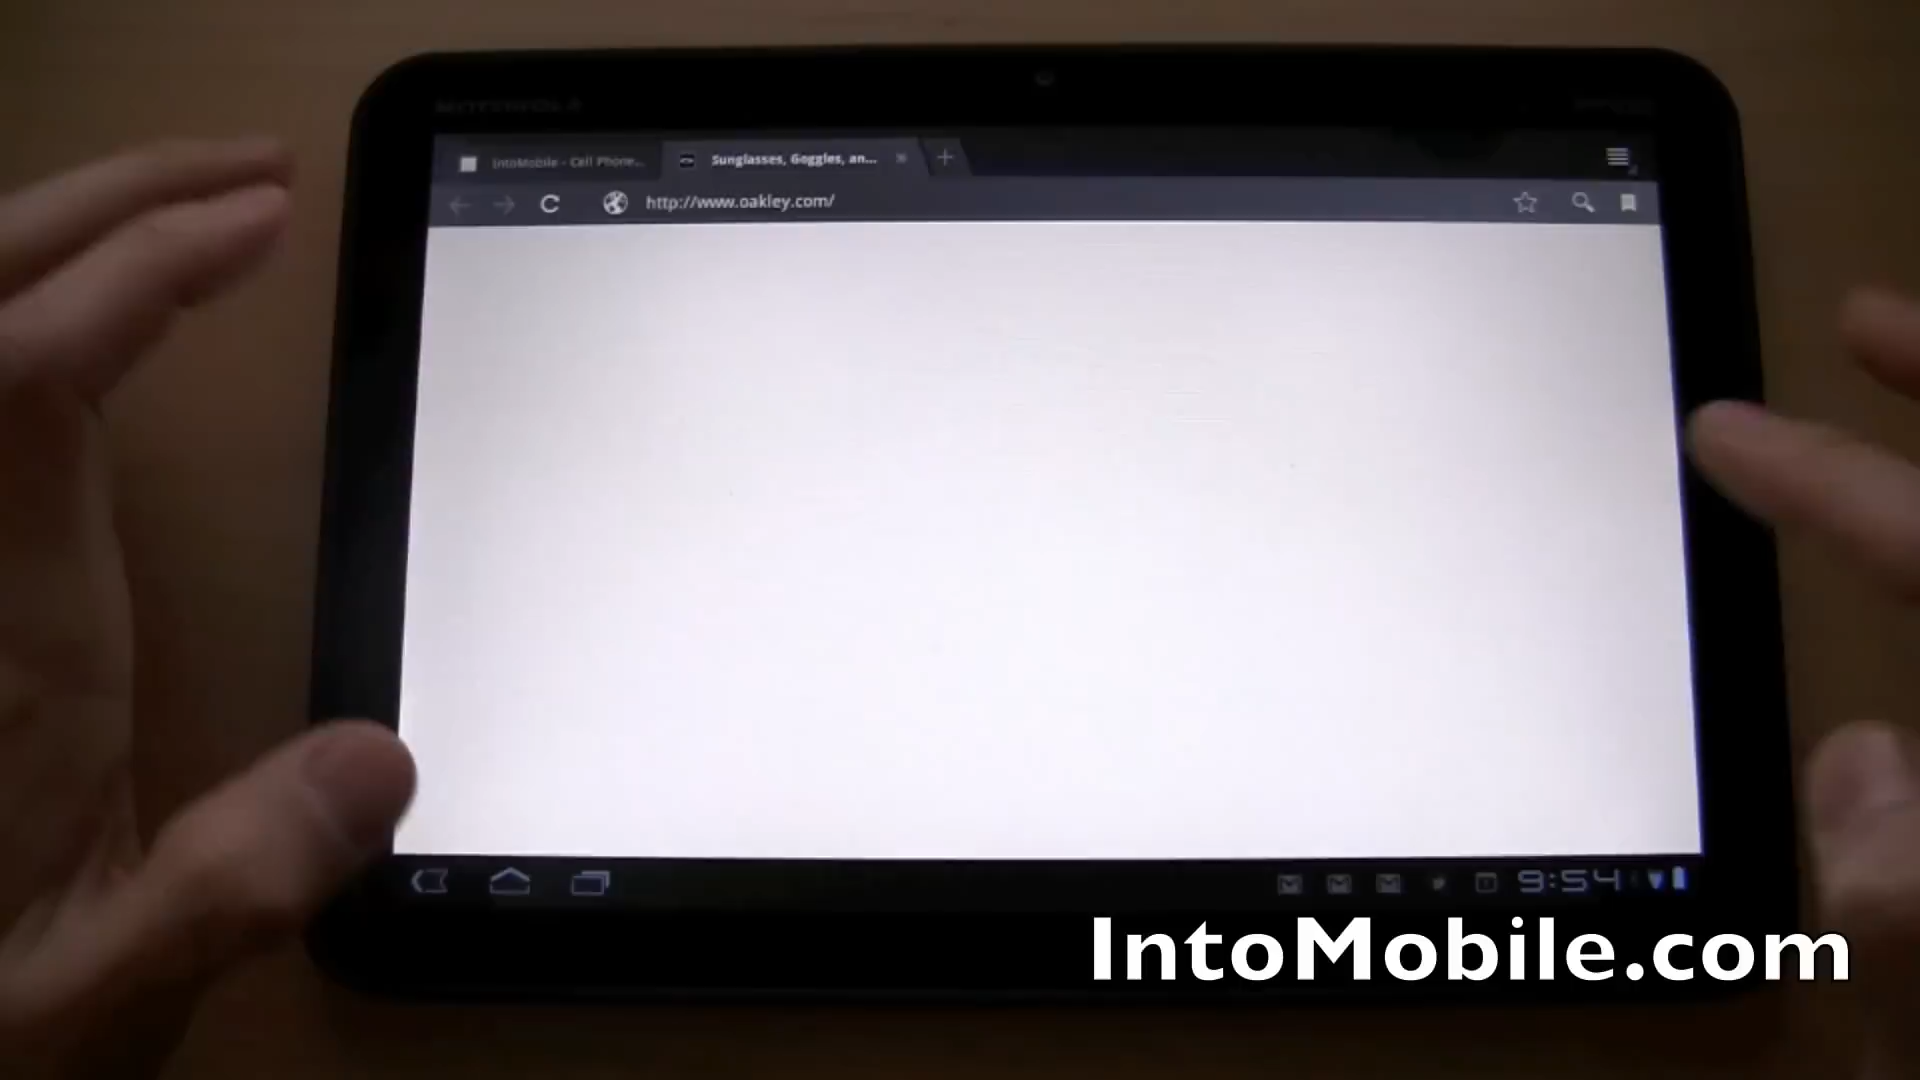 MOTOROLA
IntoMobile - Cell Phone...
Sunglasses, Goggles, an...
http://www.oakley.com/
9:54
IntoMobile.com